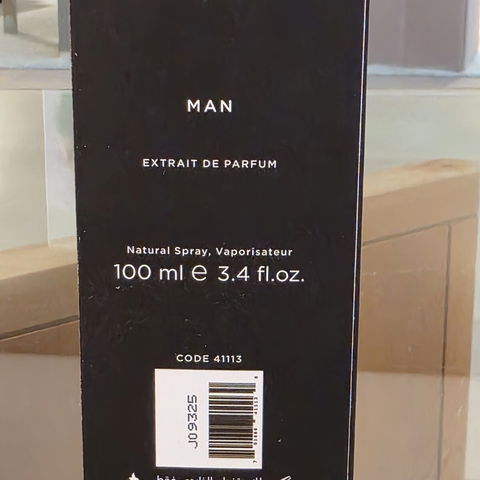 MAN
EXTRAIT DE PARFUM
Natural Spray, Vaporisateur
100 ml ℮ 3.4 fl.oz.
CODE 41113
J09325